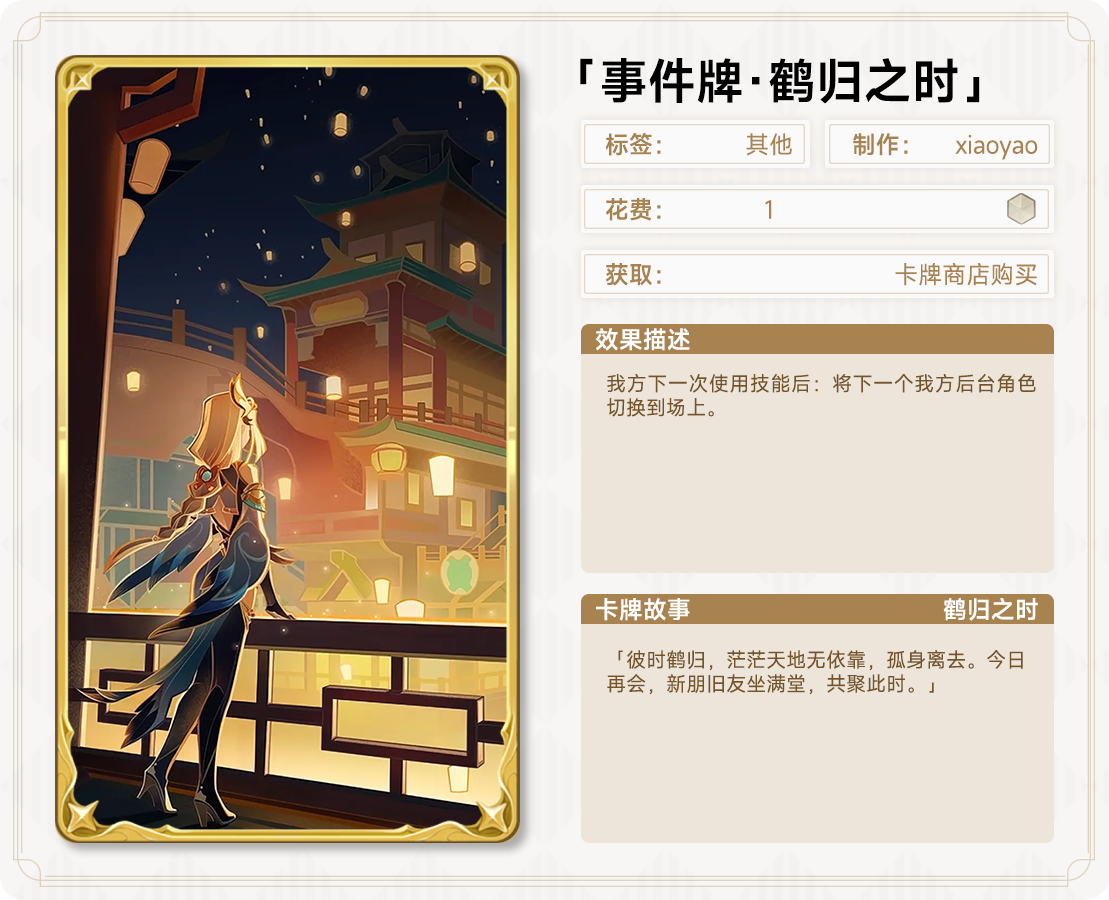 「事件牌·鹤归之时」
标签： 其他 制作： xiaoyao
花费： 1
获取： 卡牌商店购买
效果描述
我方下一次使用技能后：将下一个我方后台角色
切换到场上。
卡牌故事 鹤归之时
「彼时鹤归，茫茫天地无依靠，孤身离去。今日
再会，新朋旧友坐满堂，共聚此时。」